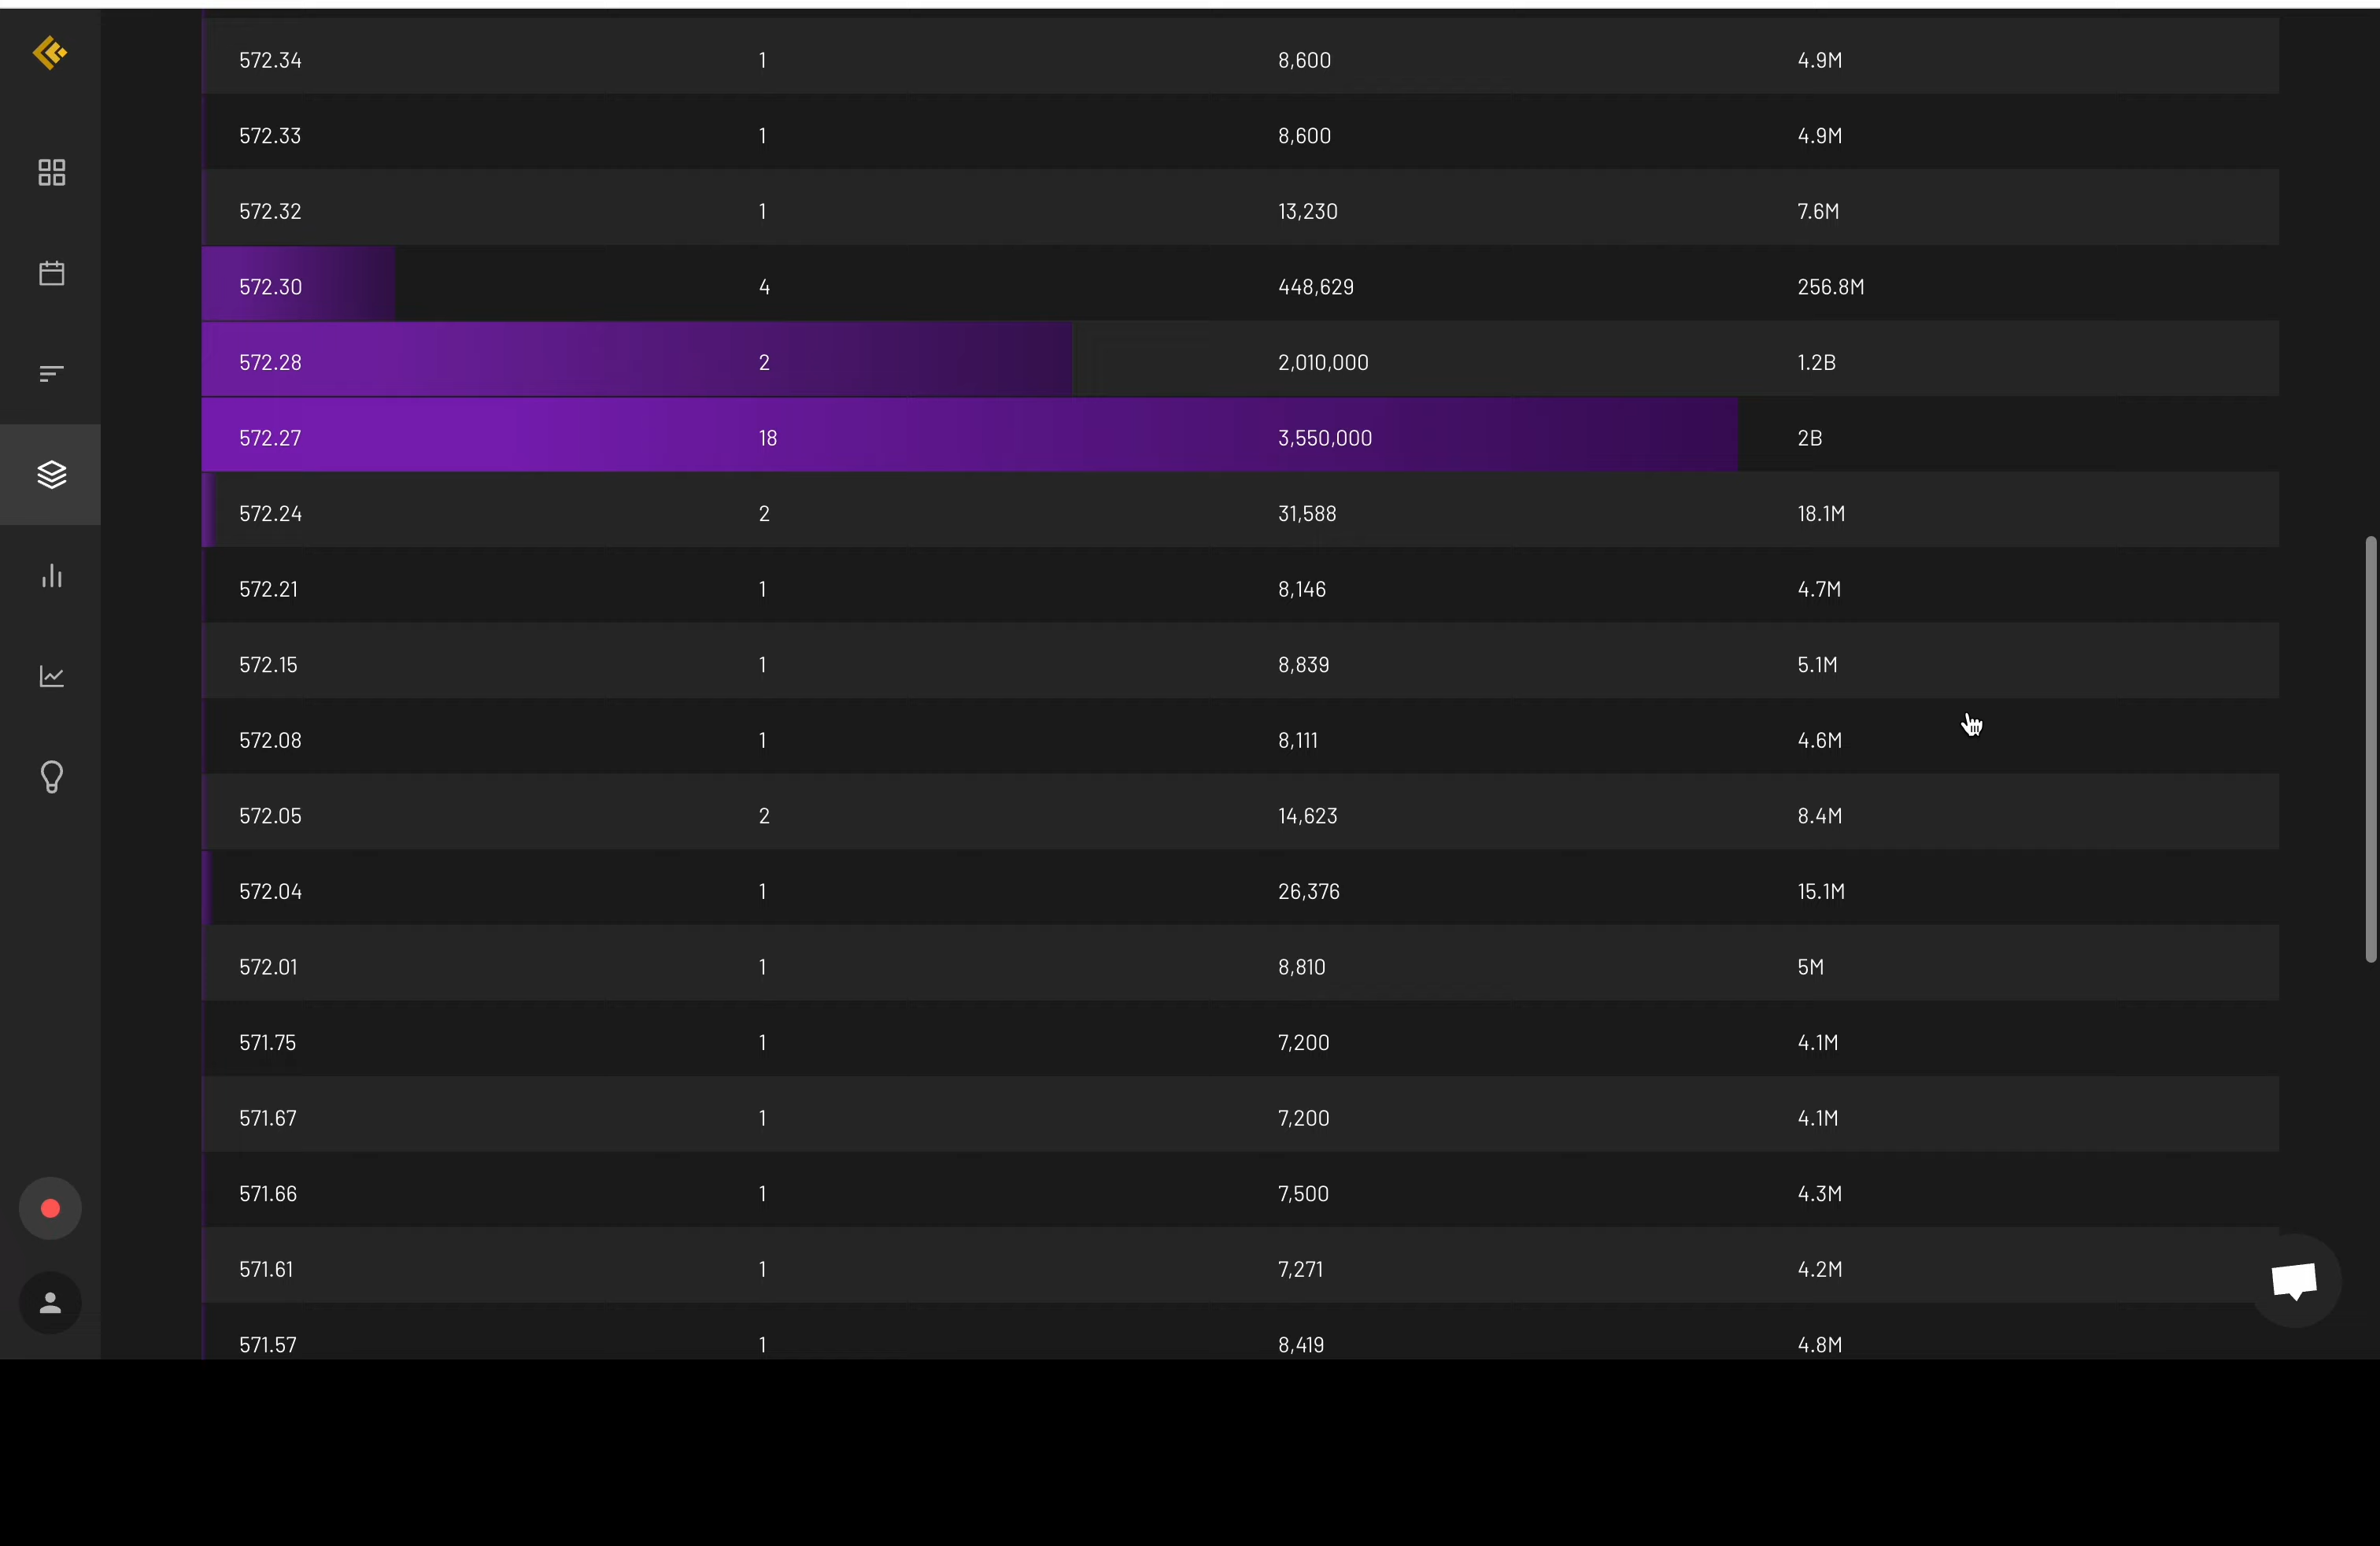 572.34 1 8,600 4.9M
572.33 1 8,600 4.9M
572.32 1 13,230 7.6M
572.30 4 448,629 256.8M
572.28 2 2,010,000 1.2B
572.27 18 3,550,000 2B
572.24 2 31,588 18.1M
572.21 1 8,146 4.7M
572.15 1 8,839 5.1M
572.08 1 8,111 4.6M
572.05 2 14,623 8.4M
572.04 1 26,376 15.1M
572.01 1 8,810 5M
571.75 1 7,200 4.1M
571.67 1 7,200 4.1M
571.66 1 7,500 4.3M
571.61 1 7,271 4.2M
571.57 1 8,419 4.8M